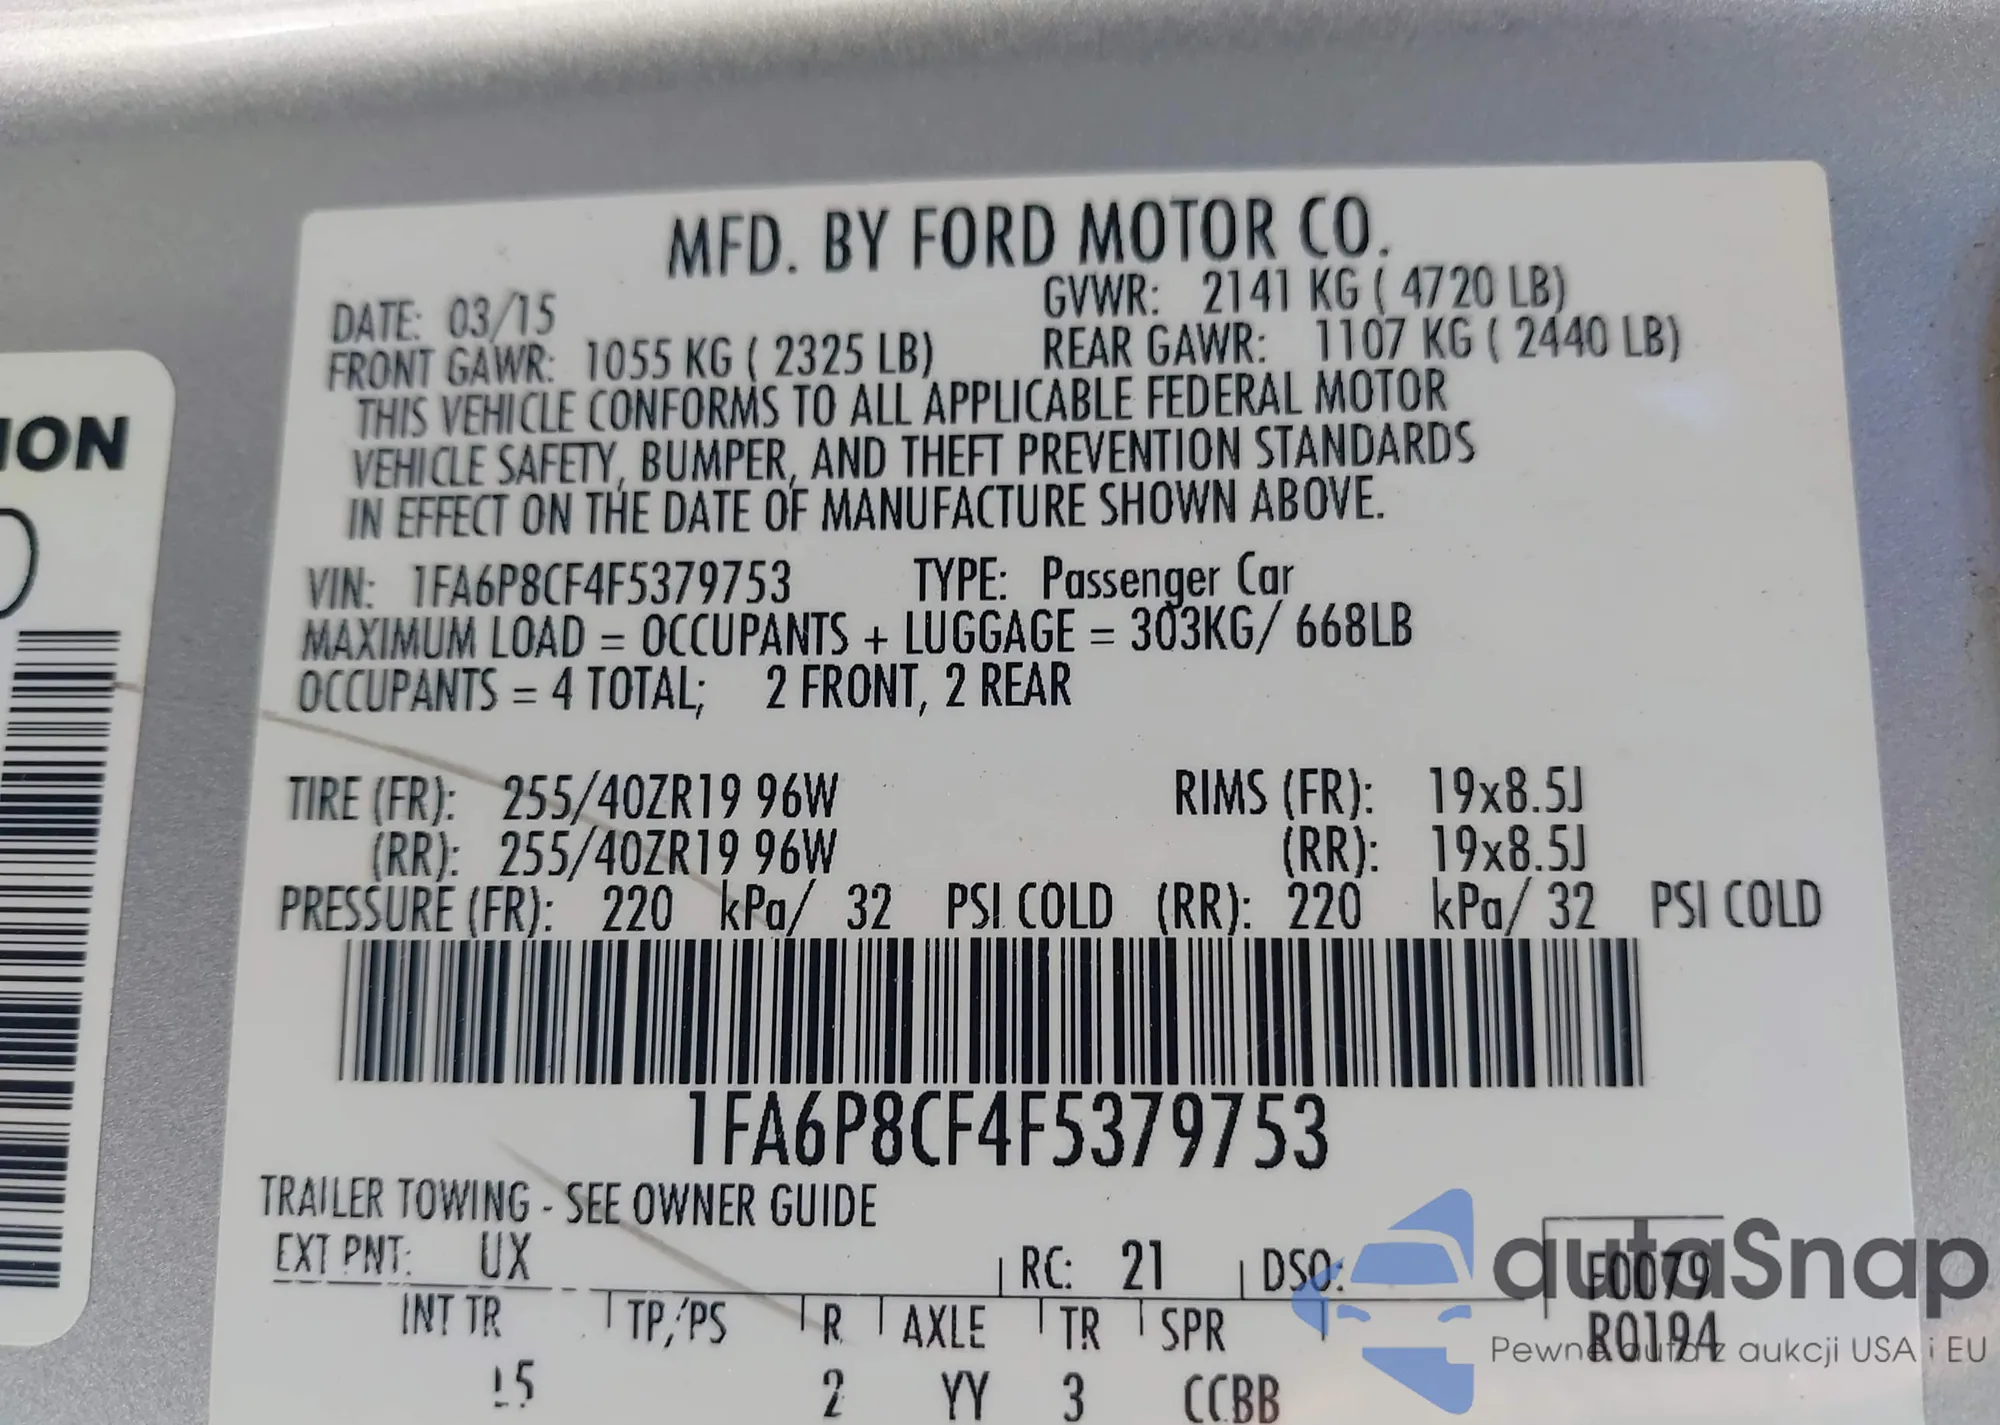 MFD. BY FORD MOTOR CO.
DATE: 03/15 GVWR: 2141 KG ( 4720 LB)
FRONT GAWR: 1055 KG ( 2325 LB) REAR GAWR: 1107 KG ( 2440 LB)
THIS VEHICLE CONFORMS TO ALL APPLICABLE FEDERAL MOTOR
VEHICLE SAFETY, BUMPER, AND THEFT PREVENTION STANDARDS
IN EFFECT ON THE DATE OF MANUFACTURE SHOWN ABOVE.
VIN: 1FA6P8CF4F5379753 TYPE: Passenger Car
MAXIMUM LOAD = OCCUPANTS + LUGGAGE = 303KG/ 668LB
OCCUPANTS = 4 TOTAL; 2 FRONT, 2 REAR
TIRE (FR): 255/40ZR19 96W RIMS (FR): 19x8.5J
(RR): 255/40ZR19 96W (RR): 19x8.5J
PRESSURE (FR): 220 kPa/ 32 PSI COLD (RR): 220 kPa/ 32 PSI COLD
1FA6P8CF4F5379753
TRAILER TOWING - SEE OWNER GUIDE
EXT PNT: UX RC: 21 DSO: F0079
INT TR TP/PS R AXLE TR SPR R0194
2 YY 3 CCBB
ION
autaSnap
Pewne auta z aukcji USA i EU